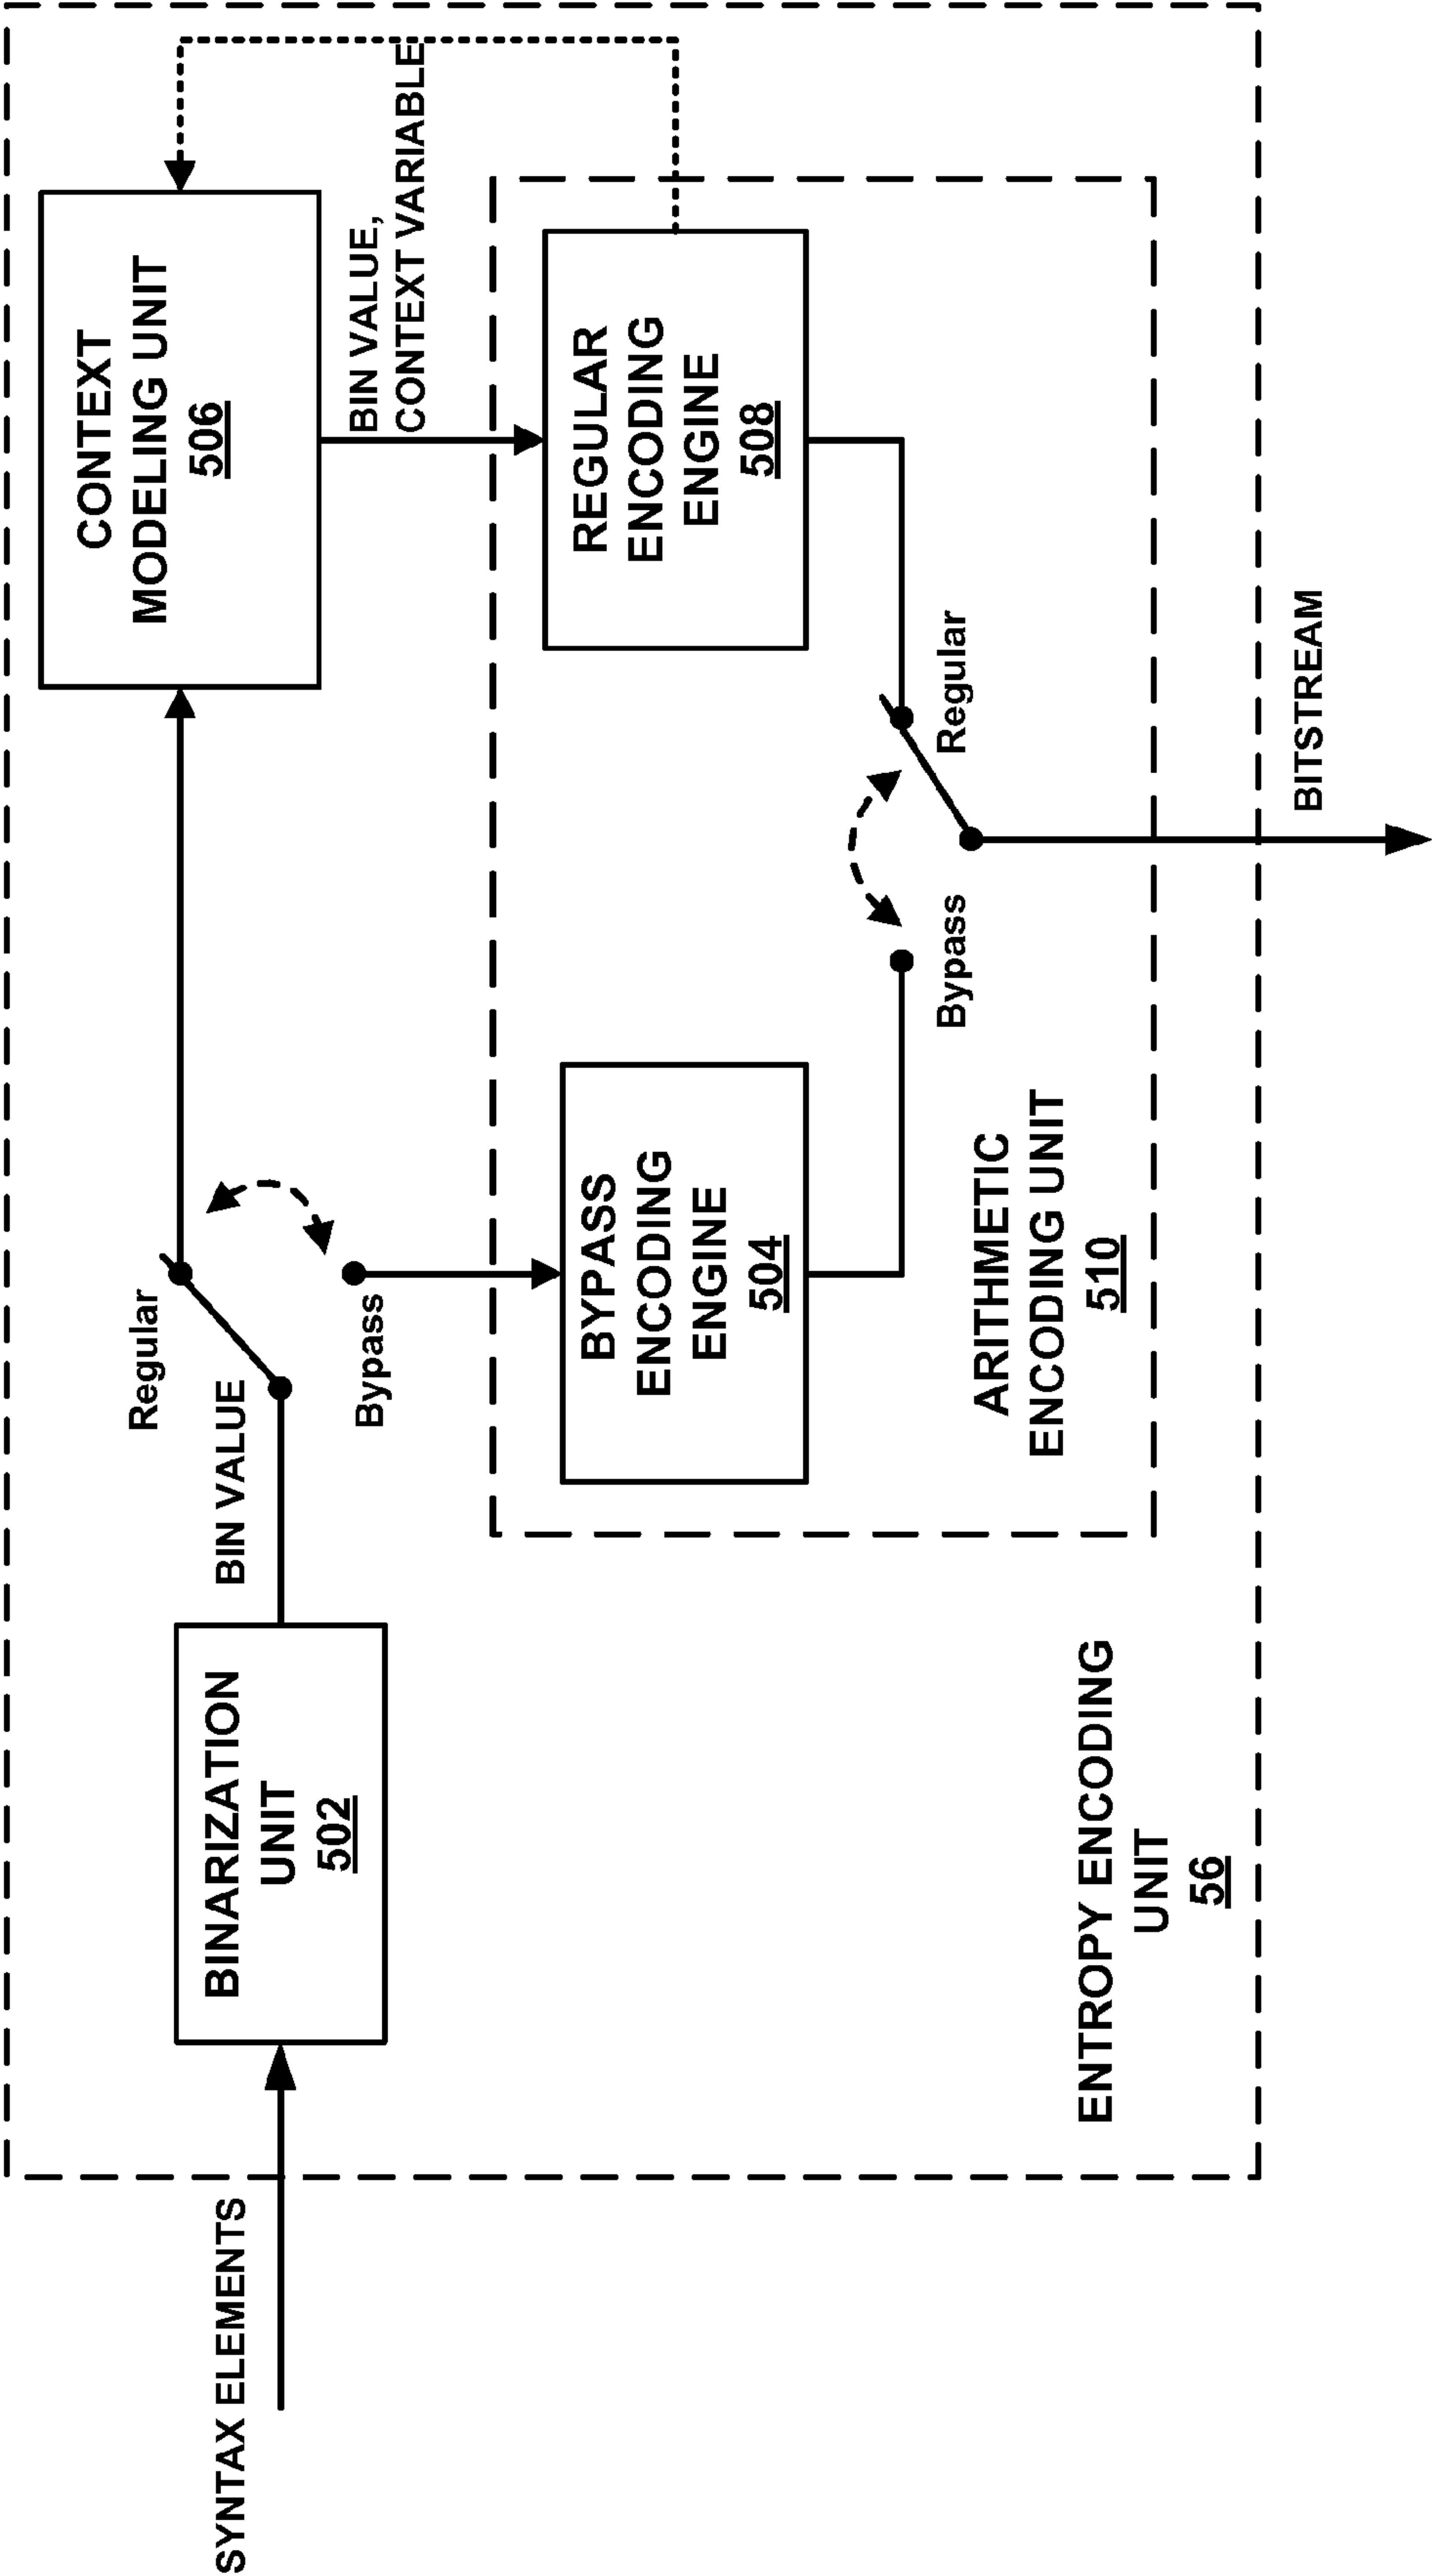 SYNTAX ELEMENTS
BINARIZATION
UNIT
502
BIN VALUE
Regular
Bypass
CONTEXT
MODELING UNIT
506
BIN VALUE,
CONTEXT VARIABLE
BYPASS
ENCODING
ENGINE
504
REGULAR
ENCODING
ENGINE
508
Bypass
Regular
ARITHMETIC
ENCODING UNIT
510
ENTROPY ENCODING
UNIT
56
BITSTREAM